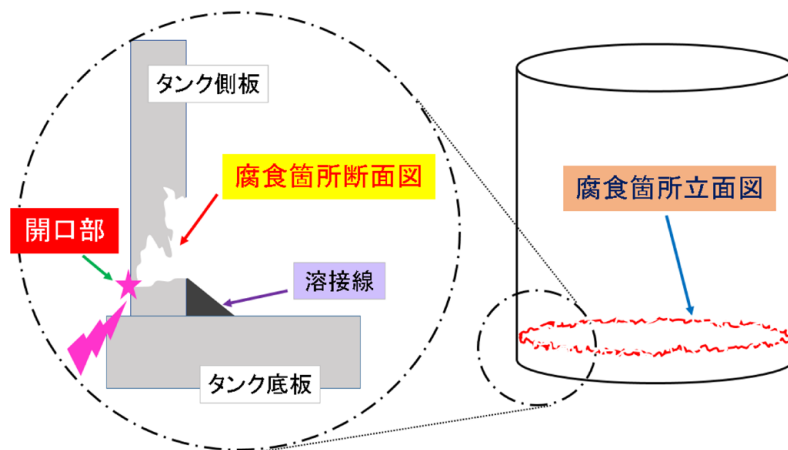 タンク側板
腐食箇所断面図
腐食箇所立面図
開口部
溶接線
タンク底板